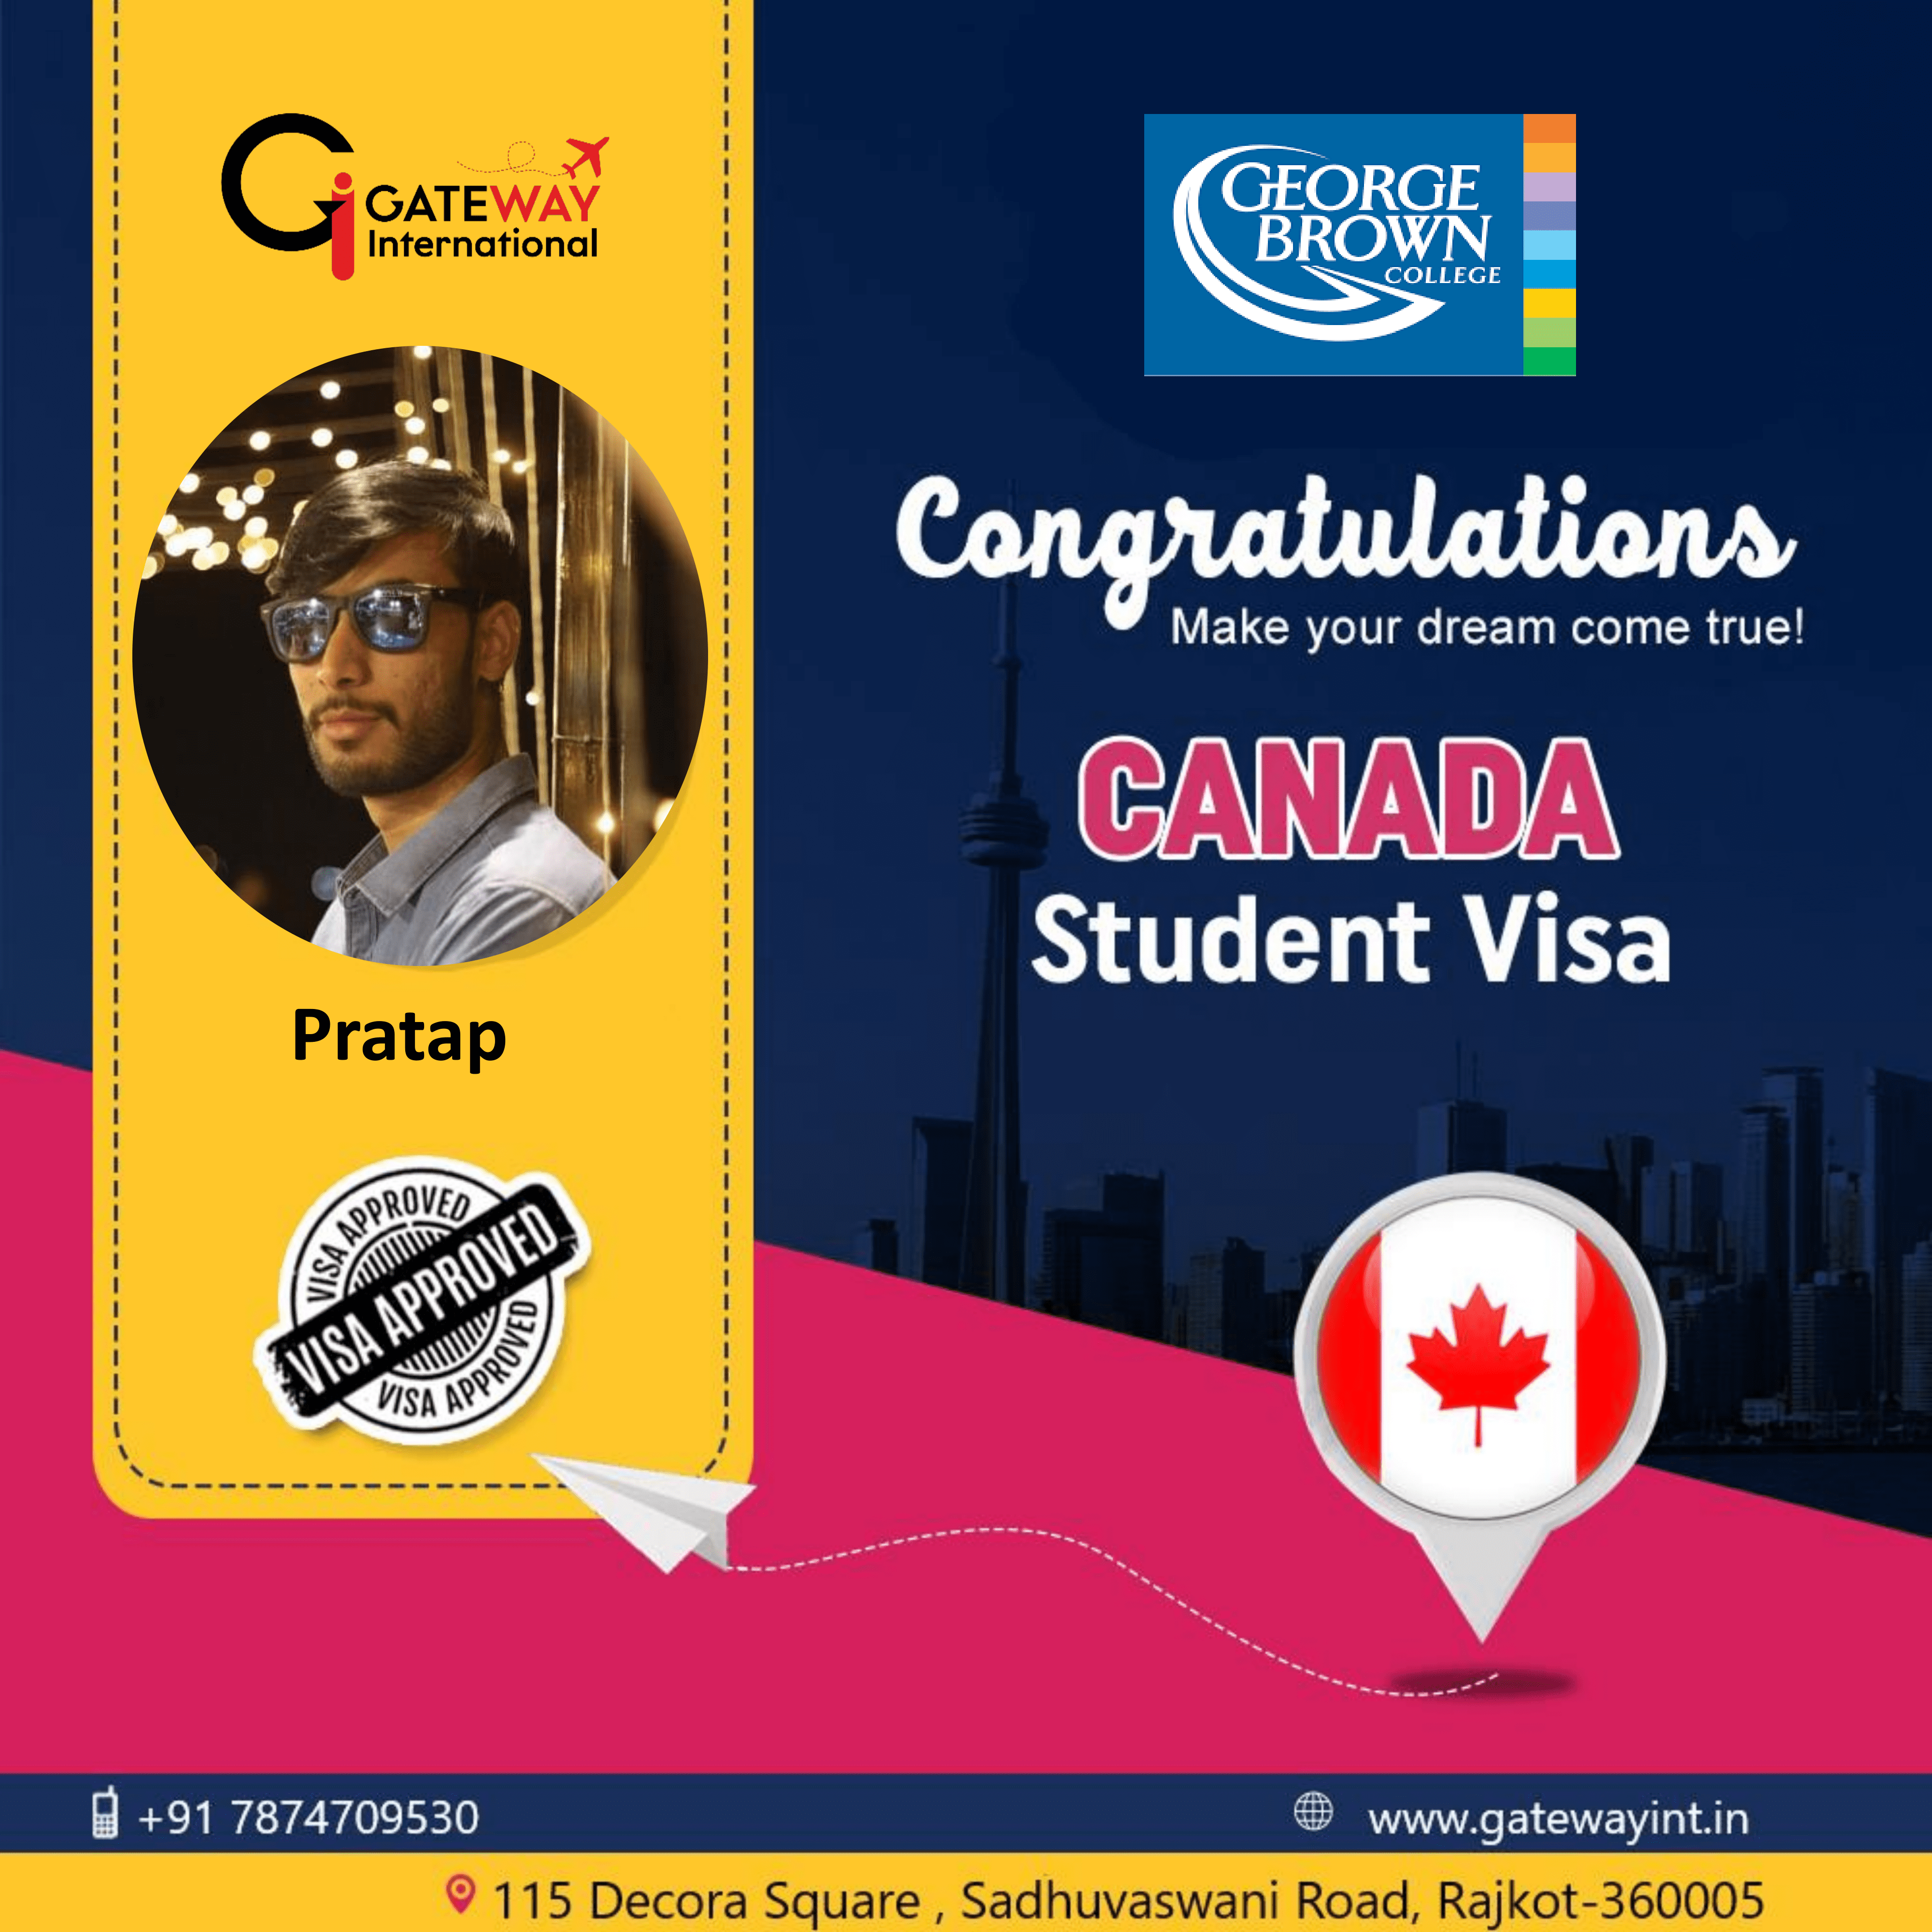 GATEWAY
International
GEORGE
BROWN
COLLEGE
Congratulations
Make your dream come true!
CANADA
Student Visa
Pratap
VISA APPROVED
VISA APPROVED
VISA APPROVED
+91 7874709530
www.gatewayint.in
115 Decora Square , Sadhuvaswani Road, Rajkot-360005